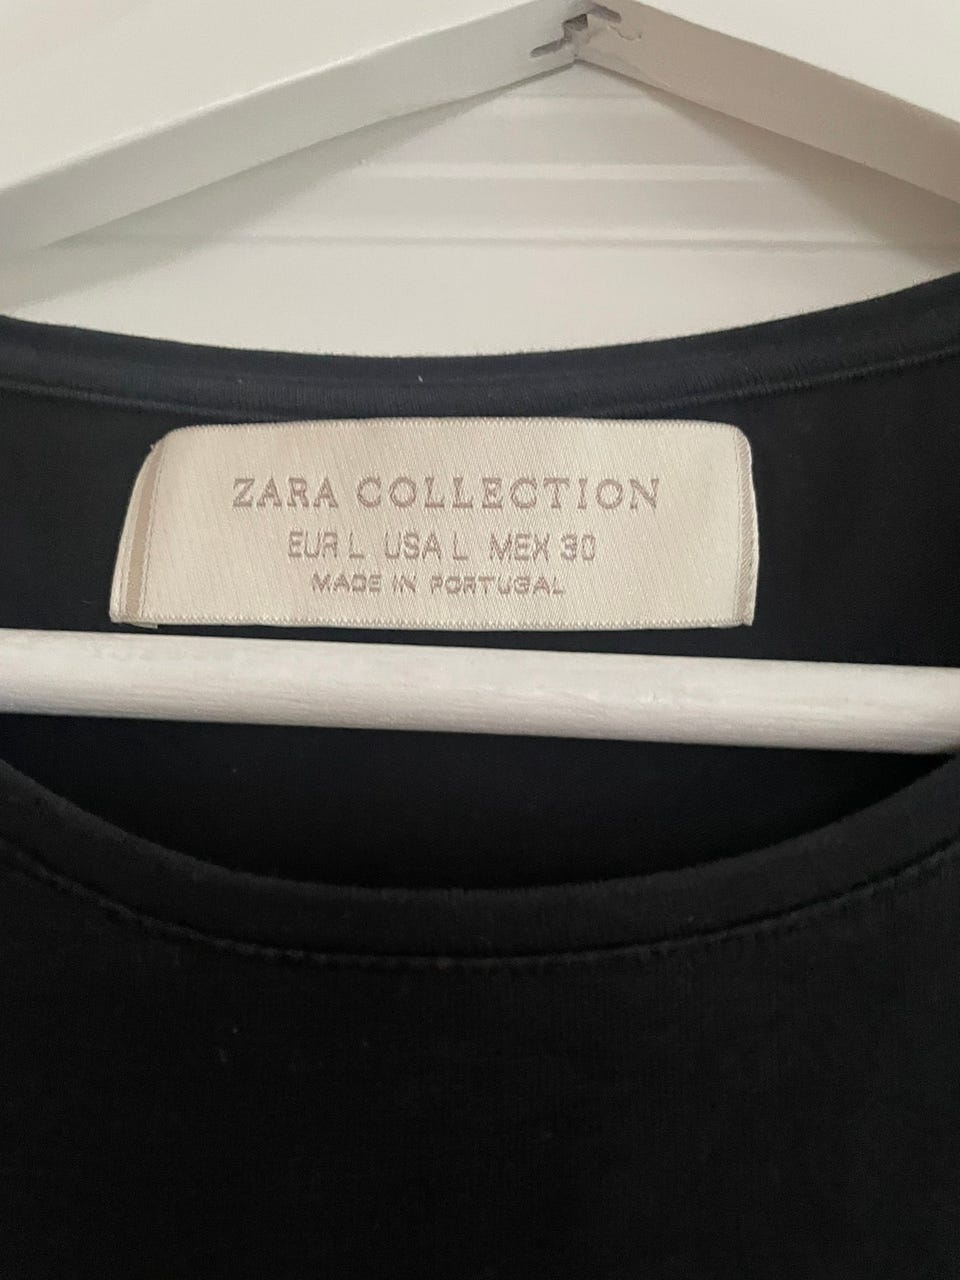 ZARA COLLECTION
EUR L USA L MEX 30
MADE IN PORTUGAL